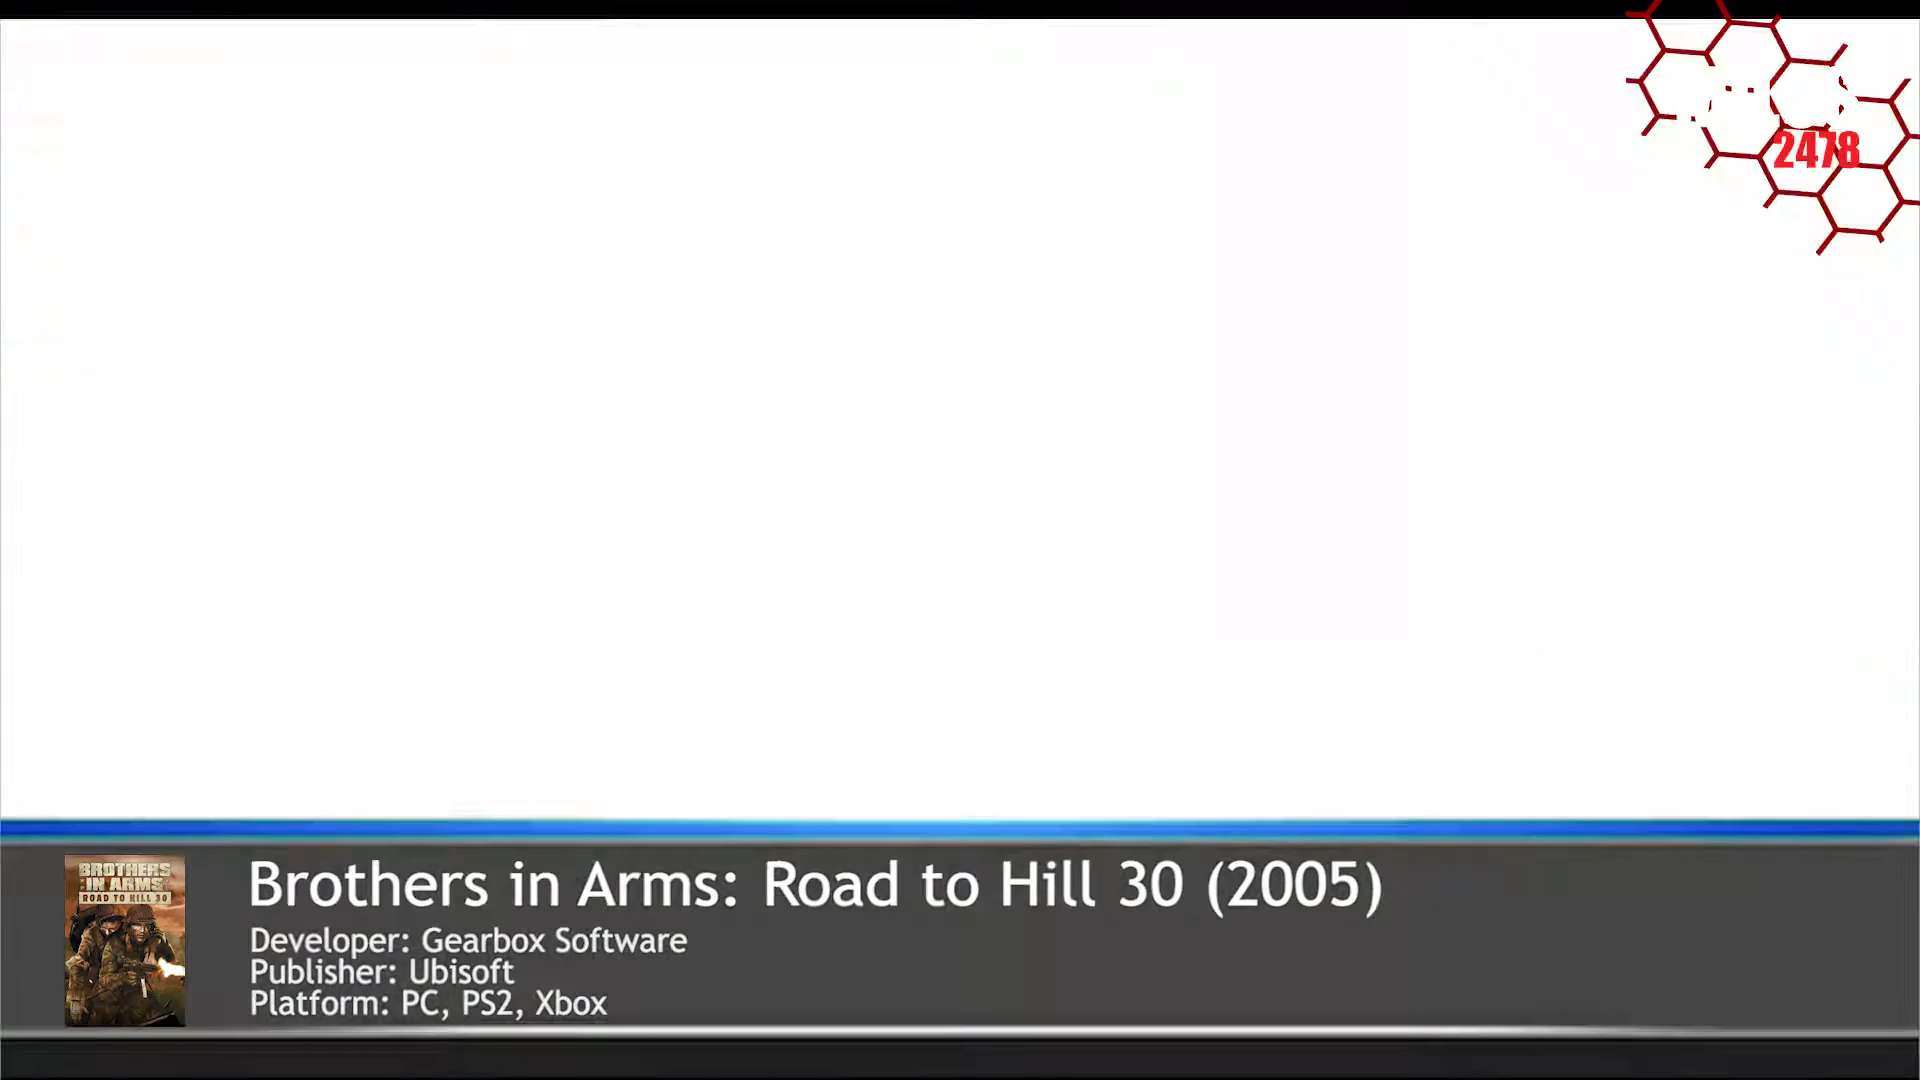 2478
BROTHERS
IN ARMS
ROAD TO HILL 30
Brothers in Arms: Road to Hill 30 (2005)
Developer: Gearbox Software
Publisher: Ubisoft
Platform: PC, PS2, Xbox